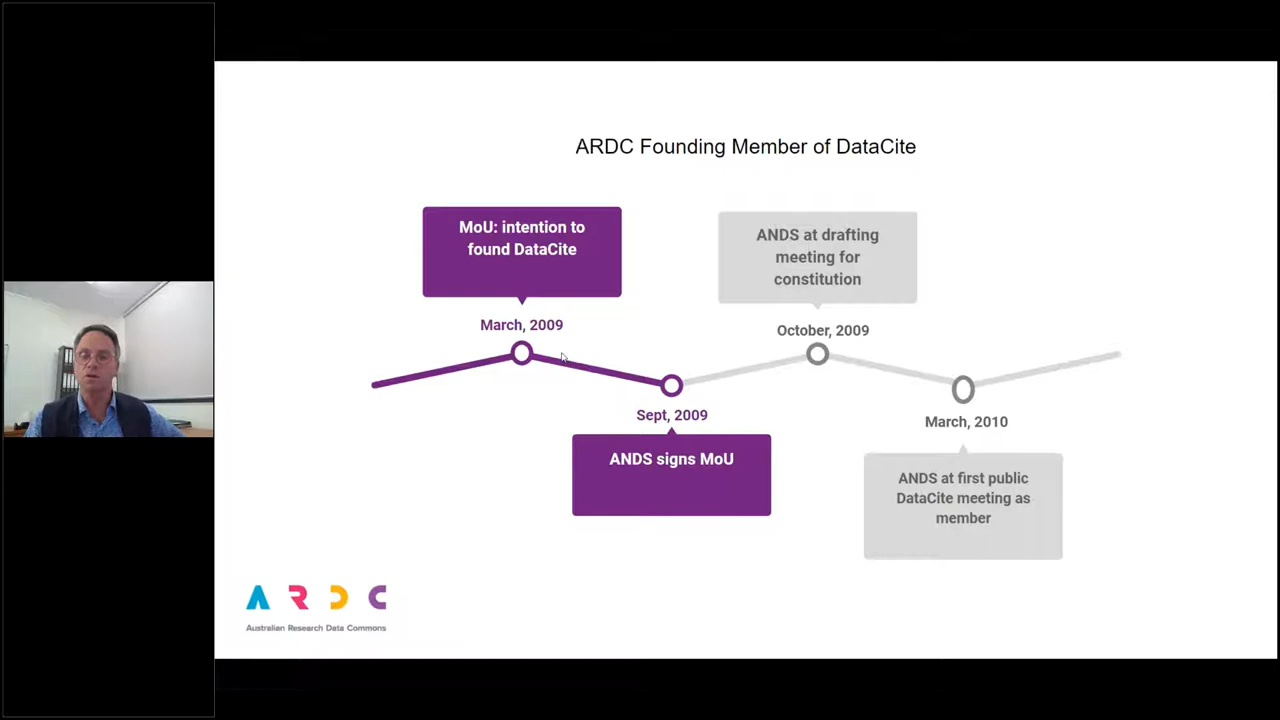 ARDC Founding Member of DataCite
MoU: intention to
found DataCite
March, 2009
Sept, 2009
ANDS signs MoU
ANDS at drafting
meeting for
constitution
October, 2009
March, 2010
ANDS at first public
DataCite meeting as
member
ARDC
Australian Research Data Commons